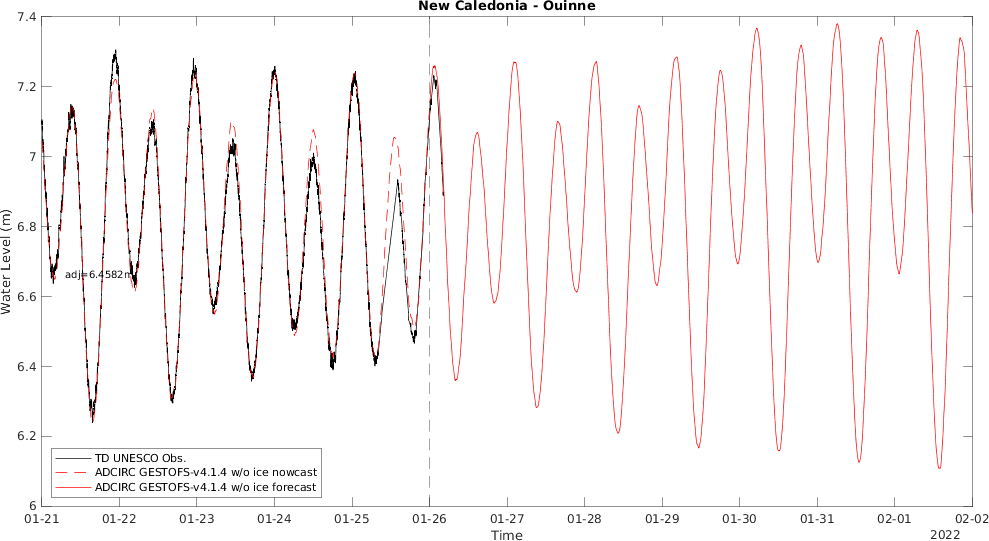 New Caledonia - Ouinne
7.4
7.2
7
6.8
6.6
6.4
6.2
6
Water Level (m)
adj=6.4582m
TD UNESCO Obs.
ADCIRC GESTOFS-v4.1.4 w/o ice nowcast
ADCIRC GESTOFS-v4.1.4 w/o ice forecast
01-21 01-22 01-23 01-24 01-25 01-26 01-27 01-28 01-29 01-30 01-31 02-01 02-02
Time
2022